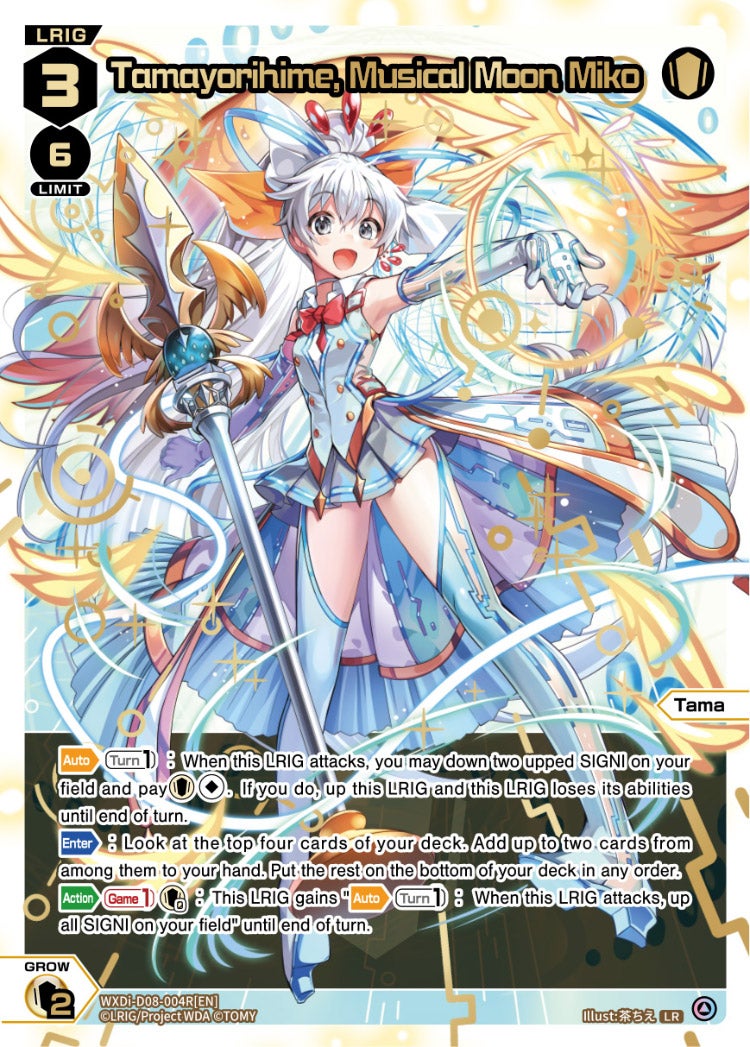 LRIG
3
Tamayorihime, Musical Moon Miko
6
LIMIT
Tama
Auto Turn 1 : When this LRIG attacks, you may down two upped SIGNI on your
field and pay . If you do, up this LRIG and this LRIG loses its abilities
until end of turn.
Enter : Look at the top four cards of your deck. Add up to two cards from
among them to your hand. Put the rest on the bottom of your deck in any order.
Action Game 1 0 : This LRIG gains "Auto Turn 1 : When this LRIG attacks, up
all SIGNI on your field" until end of turn.
GROW
2
WXDi-D08-004R[EN]
©LRIG/Project WDA ©TOMY
Illust:茶ちえ LR